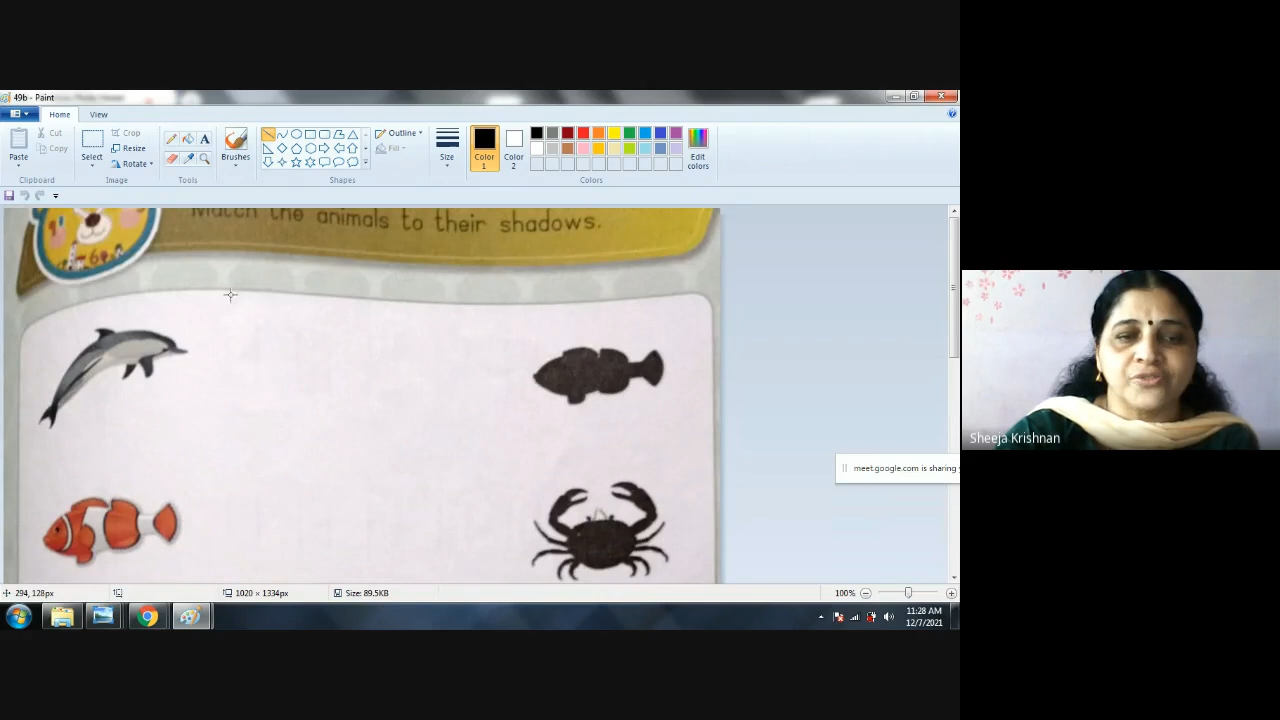 49b - Paint
Home
View
Paste
Cut
Copy
Clipboard
Select
Crop
Resize
Rotate
Image
Tools
Brushes
Shapes
Outline
Fill
Size
Color
1
Color
2
Edit
colors
Colors
Match the animals to their shadows.
meet.google.com is sharing
Sheeja Krishnan
294, 128px
1020 × 1334px
Size: 89.5KB
100%
11:28 AM
12/7/2021